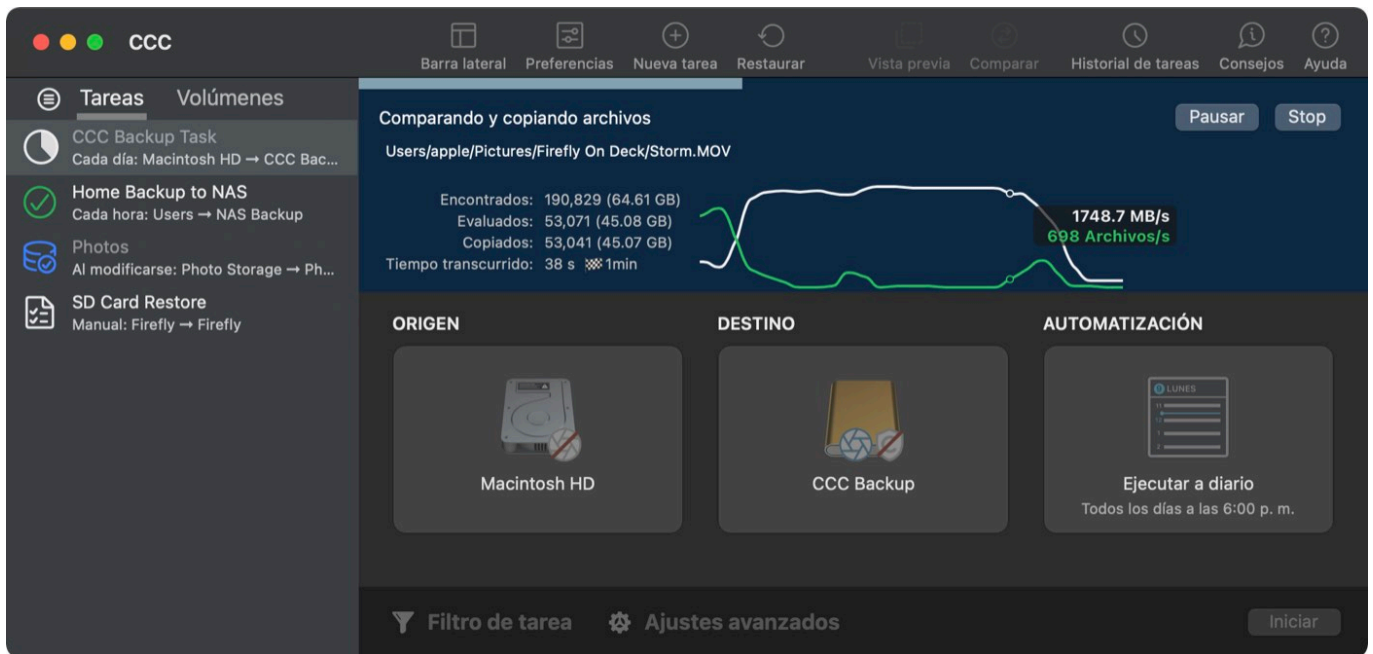 CCC
Barra lateral
Preferencias
Nueva tarea
Restaurar
Vista previa
Comparar
Historial de tareas
Consejos
Ayuda
Tareas
Volúmenes
CCC Backup Task
Cada día: Macintosh HD → CCC Bac...
Home Backup to NAS
Cada hora: Users → NAS Backup
Photos
Al modificarse: Photo Storage → Ph...
SD Card Restore
Manual: Firefly → Firefly
Comparando y copiando archivos
Pausar
Stop
Users/apple/Pictures/Firefly On Deck/Storm.MOV
Encontrados: 190,829 (64.61 GB)
Evaluados: 53,071 (45.08 GB)
Copiados: 53,041 (45.07 GB)
Tiempo transcurrido: 38 s 1min
1748.7 MB/s
698 Archivos/s
ORIGEN
DESTINO
AUTOMATIZACIÓN
LUNES
11
12
1
2
Macintosh HD
CCC Backup
Ejecutar a diario
Todos los días a las 6:00 p. m.
Filtro de tarea
Ajustes avanzados
Iniciar